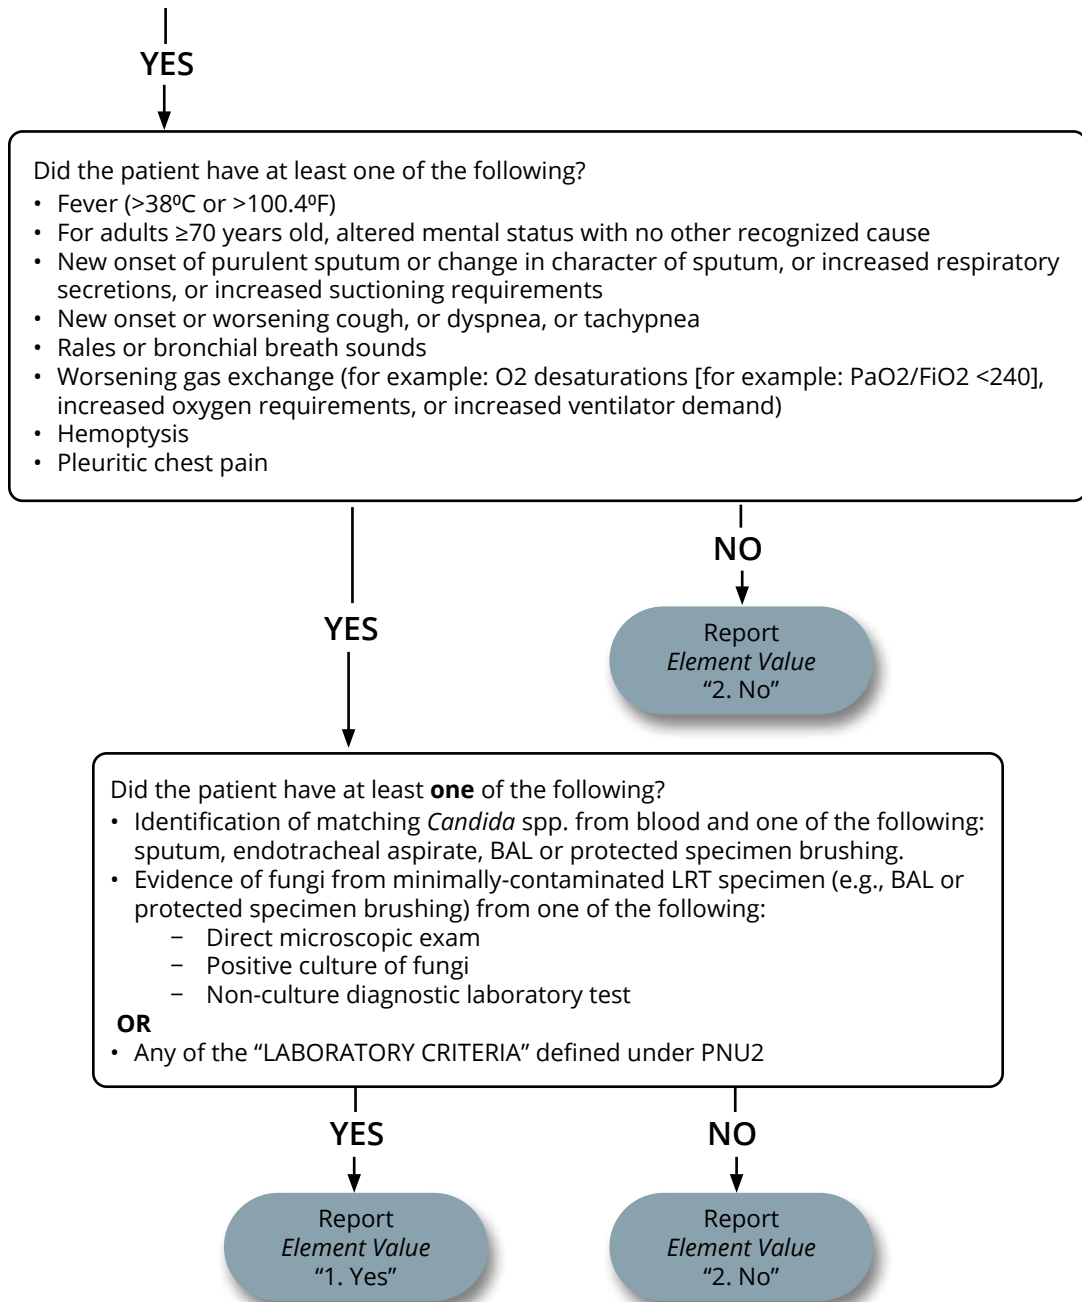 YES
Did the patient have at least one of the following?
• Fever (>38⁰C or >100.4⁰F)
• For adults ≥70 years old, altered mental status with no other recognized cause
• New onset of purulent sputum or change in character of sputum, or increased respiratory
secretions, or increased suctioning requirements
• New onset or worsening cough, or dyspnea, or tachypnea
• Rales or bronchial breath sounds
• Worsening gas exchange (for example: O2 desaturations [for example: PaO2/FiO2 <240],
increased oxygen requirements, or increased ventilator demand)
• Hemoptysis
• Pleuritic chest pain
NO
Report
Element Value
“2. No”
YES
Did the patient have at least one of the following?
• Identification of matching Candida spp. from blood and one of the following:
sputum, endotracheal aspirate, BAL or protected specimen brushing.
• Evidence of fungi from minimally-contaminated LRT specimen (e.g., BAL or
protected specimen brushing) from one of the following:
− Direct microscopic exam
− Positive culture of fungi
− Non-culture diagnostic laboratory test
OR
• Any of the “LABORATORY CRITERIA” defined under PNU2
YES
NO
Report
Element Value
“1. Yes”
Report
Element Value
“2. No”